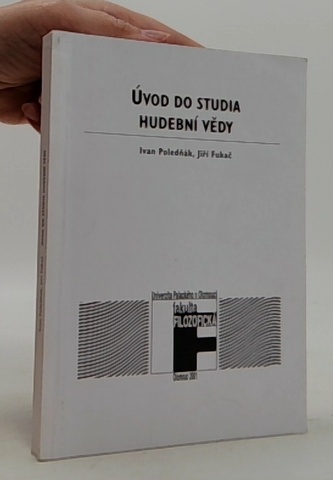 ÚVOD DO STUDIA
HUDEBNÍ VĚDY
Ivan Poledňák, Jiří Fukač
Univerzita Palackého v Olomouci
fakulta
FILOZOFICKÁ
F
Olomouc 2001